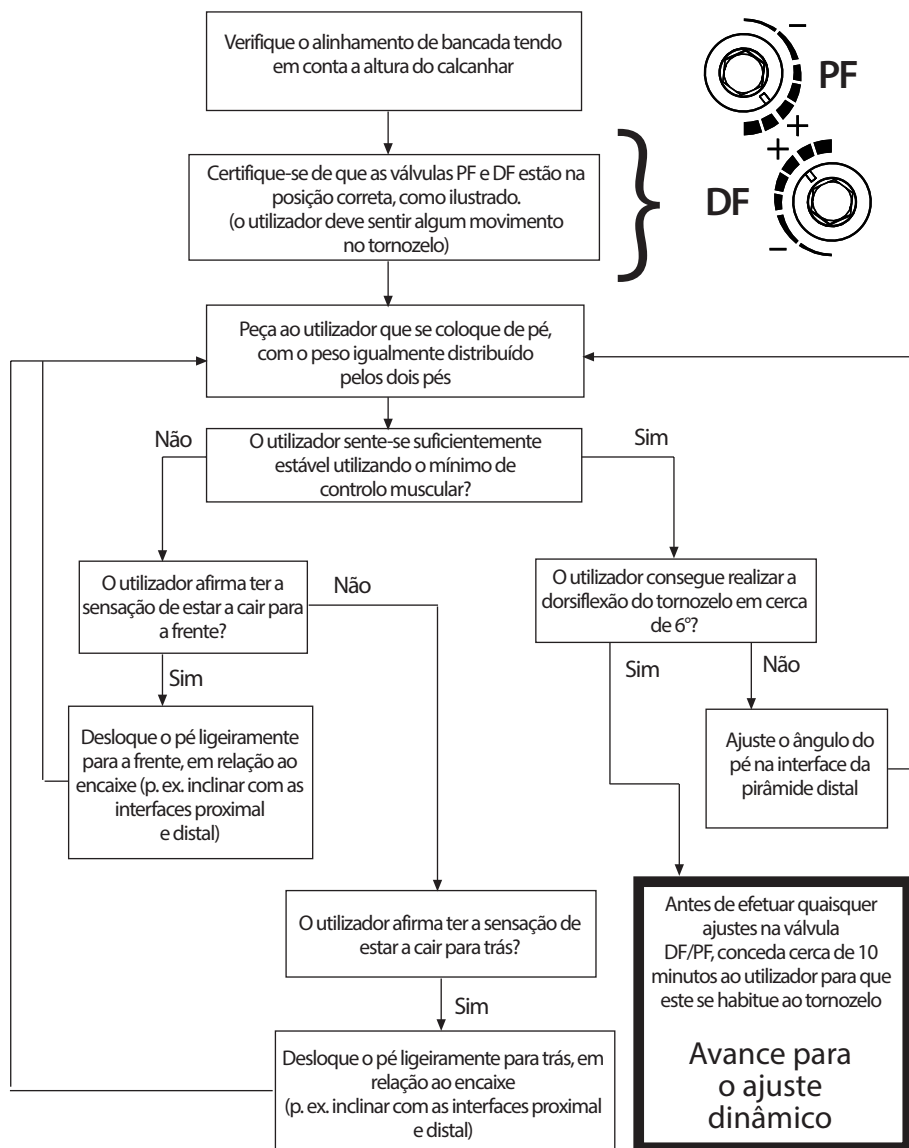 Verifique o alinhamento de bancada tendo
em conta a altura do calcanhar
−
PF
+
+
DF
−
Certifique-se de que as válvulas PF e DF estão na
posição correta, como ilustrado.
(o utilizador deve sentir algum movimento
no tornozelo)
}
Peça ao utilizador que se coloque de pé,
com o peso igualmente distribuído
pelos dois pés
Não
O utilizador sente-se suficientemente
estável utilizando o mínimo de
controlo muscular?
Sim
O utilizador afirma ter a
sensação de estar a cair para
a frente?
Não
O utilizador consegue realizar a
dorsiflexão do tornozelo em cerca
de 6°?
Sim
Sim
Não
Desloque o pé ligeiramente
para a frente, em relação ao
encaixe (p. ex. inclinar com as
interfaces proximal
e distal)
Ajuste o ângulo do
pé na interface da
pirâmide distal
O utilizador afirma ter a sensação de
estar a cair para trás?
Sim
Desloque o pé ligeiramente para trás, em
relação ao encaixe
(p. ex. inclinar com as interfaces proximal
e distal)
Antes de efetuar quaisquer
ajustes na válvula
DF/PF, conceda cerca de 10
minutos ao utilizador para que
este se habitue ao tornozelo
Avance para
o ajuste
dinâmico